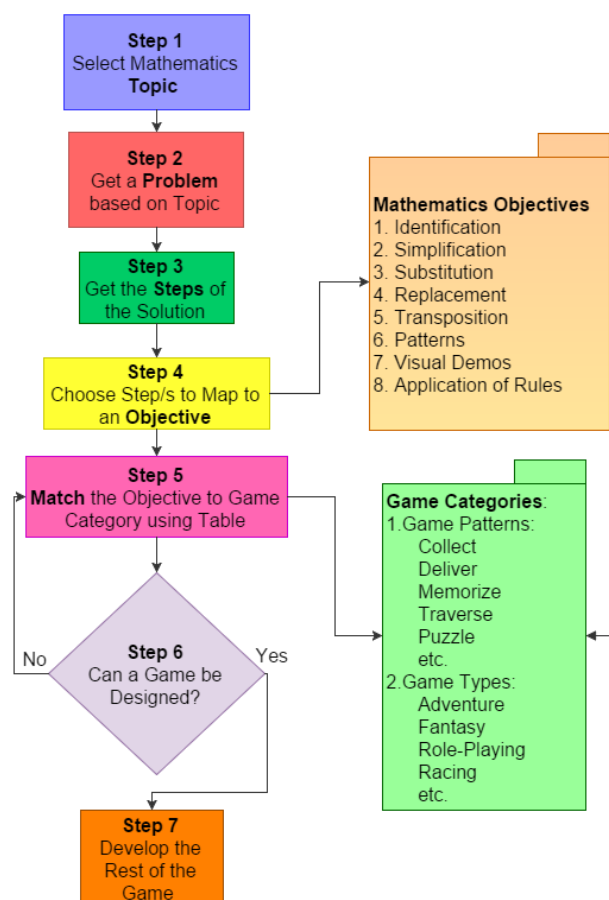 Step 1
Select Mathematics
Topic
Step 2
Get a Problem
based on Topic
Step 3
Get the Steps of
the Solution
Step 4
Choose Step/s to Map to
an Objective
Mathematics Objectives
1. Identification
2. Simplification
3. Substitution
4. Replacement
5. Transposition
6. Patterns
7. Visual Demos
8. Application of Rules
Step 5
Match the Objective to Game
Category using Table
Game Categories:
1.Game Patterns:
Collect
Deliver
Memorize
Traverse
Puzzle
etc.
2.Game Types:
Adventure
Fantasy
Role-Playing
Racing
etc.
Step 6
Can a Game be
Designed?
No
Yes
Step 7
Develop the
Rest of the
Game